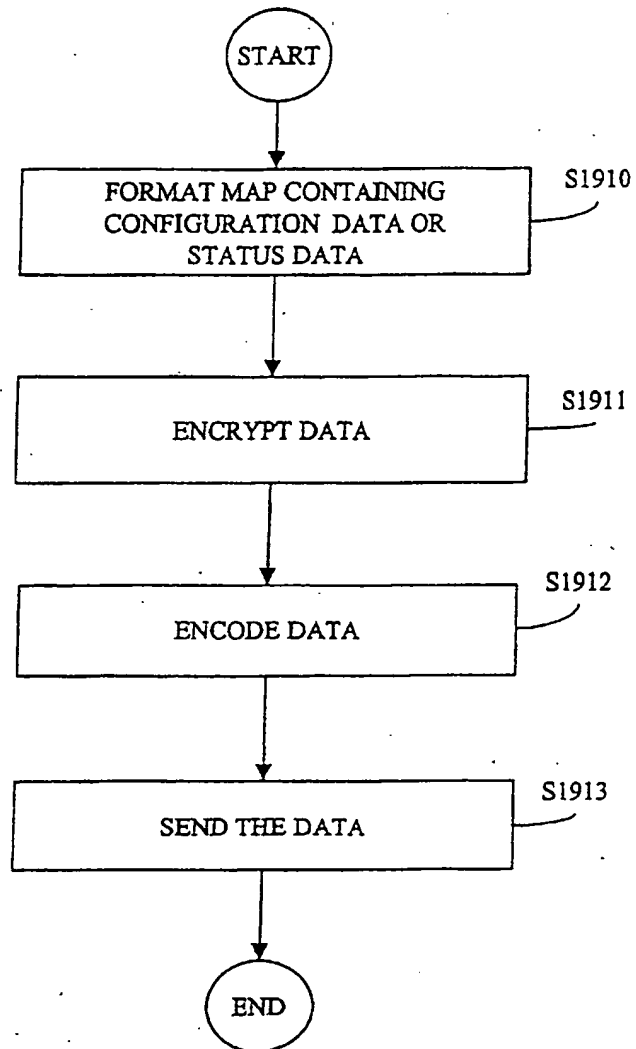 START
FORMAT MAP CONTAINING
CONFIGURATION DATA OR
STATUS DATA
S1910
ENCRYPT DATA
S1911
ENCODE DATA
S1912
SEND THE DATA
S1913
END